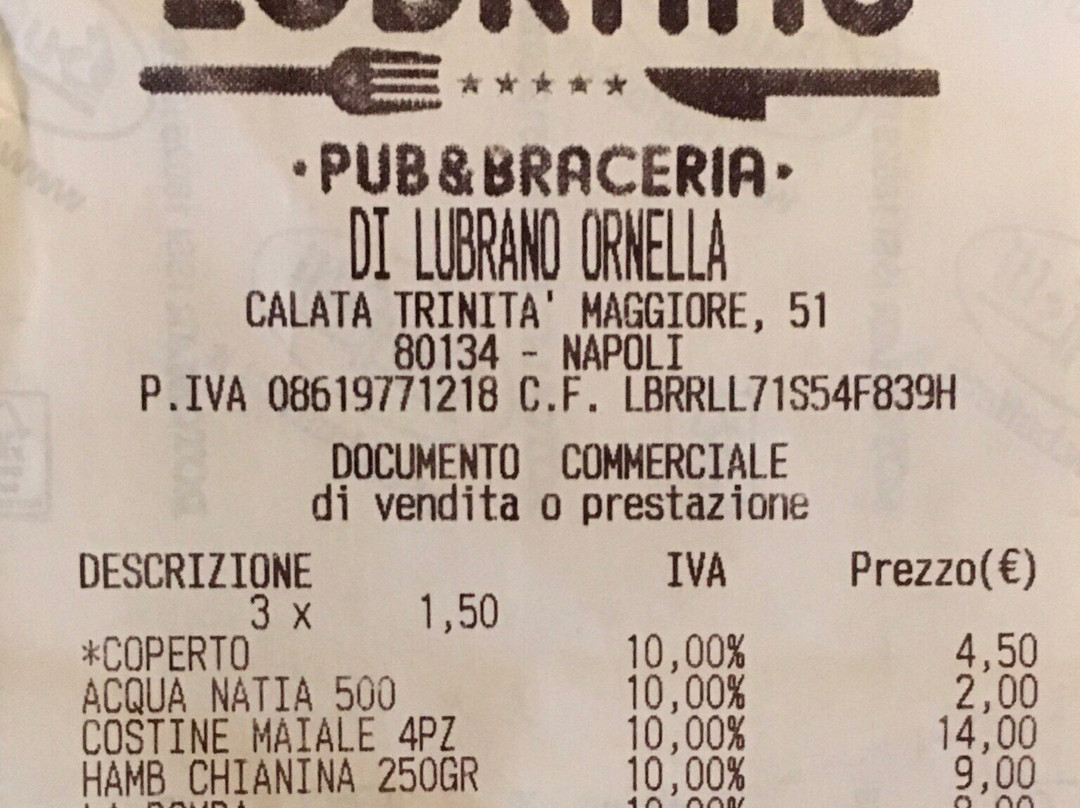 LUBRANO
·PUB&BRACERIA·
DI LUBRANO ORNELLA
CALATA TRINITA' MAGGIORE, 51
80134 - NAPOLI
P.IVA 08619771218 C.F. LBRRLL71S54F839H
DOCUMENTO COMMERCIALE
di vendita o prestazione
DESCRIZIONE IVA Prezzo(€)
3 x 1,50
*COPERTO 10,00% 4,50
ACQUA NATIA 500 10,00% 2,00
COSTINE MAIALE 4PZ 10,00% 14,00
HAMB CHIANINA 250GR 10,00% 9,00